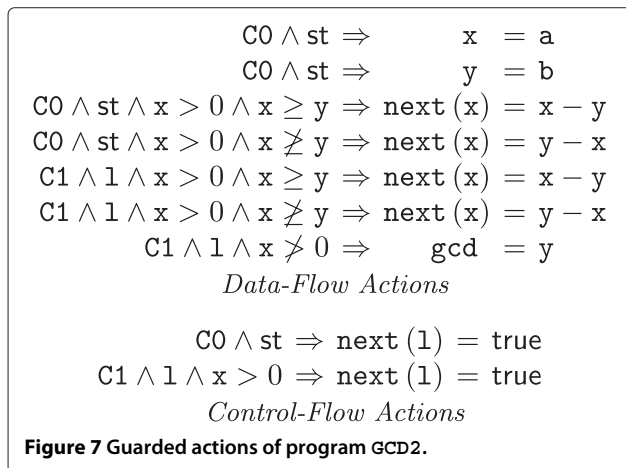 C0 ∧ st ⇒ x = a
C0 ∧ st ⇒ y = b
C0 ∧ st ∧ x > 0 ∧ x ≥ y ⇒ next (x) = x − y
C0 ∧ st ∧ x > 0 ∧ x ≱ y ⇒ next (x) = y − x
C1 ∧ l ∧ x > 0 ∧ x ≥ y ⇒ next (x) = x − y
C1 ∧ l ∧ x > 0 ∧ x ≱ y ⇒ next (x) = y − x
C1 ∧ l ∧ x ≯ 0 ⇒ gcd = y
Data-Flow Actions
C0 ∧ st ⇒ next (l) = true
C1 ∧ l ∧ x > 0 ⇒ next (l) = true
Control-Flow Actions
Figure 7 Guarded actions of program GCD2.